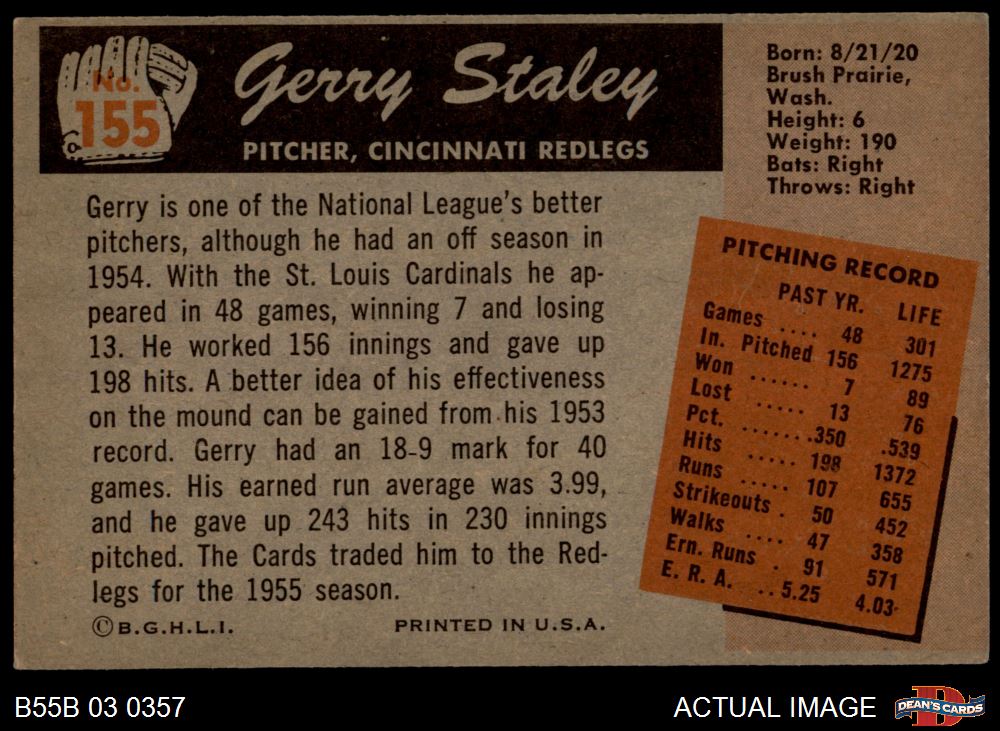 No.
155
Gerry Staley
PITCHER, CINCINNATI REDLEGS
Born: 8/21/20
Brush Prairie,
Wash.
Height: 6
Weight: 190
Bats: Right
Throws: Right
Gerry is one of the National League's better
pitchers, although he had an off season in
1954. With the St. Louis Cardinals he ap-
peared in 48 games, winning 7 and losing
13. He worked 156 innings and gave up
198 hits. A better idea of his effectiveness
on the mound can be gained from his 1953
record. Gerry had an 18-9 mark for 40
games. His earned run average was 3.99,
and he gave up 243 hits in 230 innings
pitched. The Cards traded him to the Red-
legs for the 1955 season.
©B.G.H.L.I. PRINTED IN U.S.A.
PITCHING RECORD
PAST YR. LIFE
Games .... 48 301
In. Pitched 156 1275
Won ...... 7 89
Lost ..... 13 76
Pct. .......350 .539
Hits ..... 198 1372
Runs ..... 107 655
Strikeouts . 50 452
Walks .... 47 358
Ern. Runs . 91 571
E. R. A. ..5.25 4.03
B55B 03 0357 ACTUAL IMAGE DEAN'S CARDS